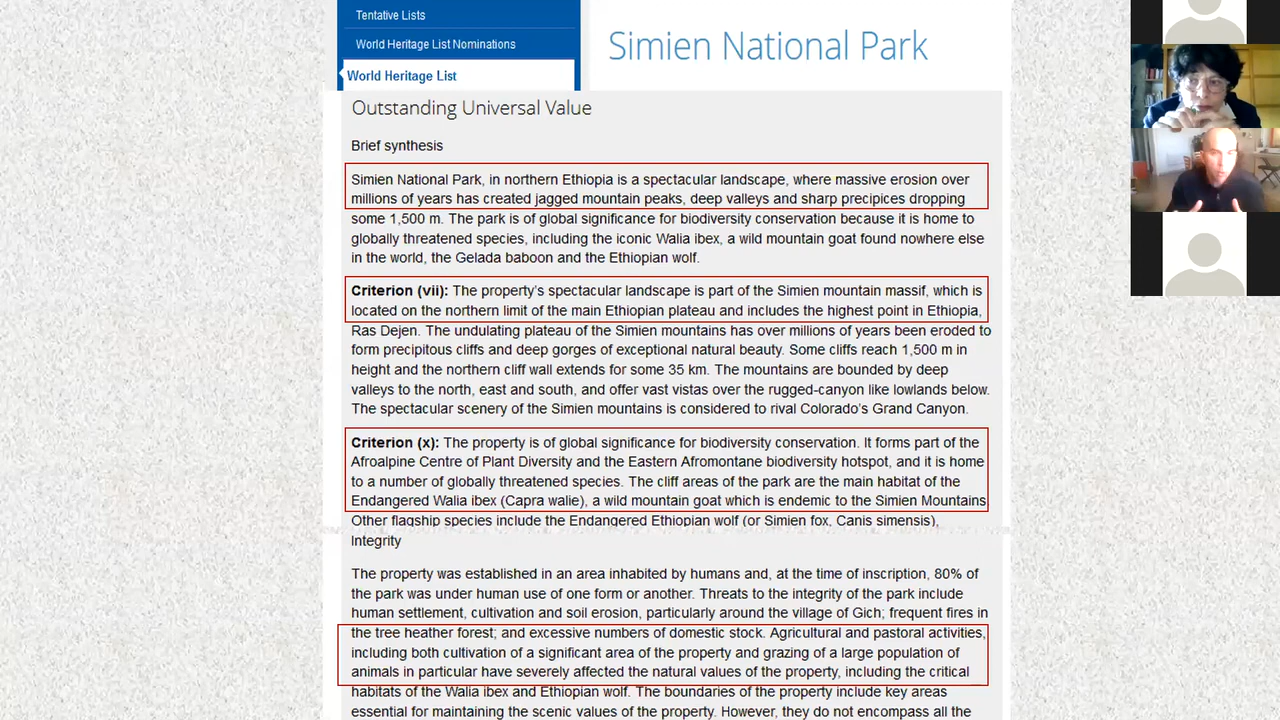 Tentative Lists
World Heritage List Nominations
World Heritage List
Simien National Park
Outstanding Universal Value
Brief synthesis
Simien National Park, in northern Ethiopia is a spectacular landscape, where massive erosion over
millions of years has created jagged mountain peaks, deep valleys and sharp precipices dropping
some 1,500 m. The park is of global significance for biodiversity conservation because it is home to
globally threatened species, including the iconic Walia ibex, a wild mountain goat found nowhere else
in the world, the Gelada baboon and the Ethiopian wolf.
Criterion (vii): The property's spectacular landscape is part of the Simien mountain massif, which is
located on the northern limit of the main Ethiopian plateau and includes the highest point in Ethiopia,
Ras Dejen. The undulating plateau of the Simien mountains has over millions of years been eroded to
form precipitous cliffs and deep gorges of exceptional natural beauty. Some cliffs reach 1,500 m in
height and the northern cliff wall extends for some 35 km. The mountains are bounded by deep
valleys to the north, east and south, and offer vast vistas over the rugged-canyon like lowlands below.
The spectacular scenery of the Simien mountains is considered to rival Colorado's Grand Canyon.
Criterion (x): The property is of global significance for biodiversity conservation. It forms part of the
Afroalpine Centre of Plant Diversity and the Eastern Afromontane biodiversity hotspot, and it is home
to a number of globally threatened species. The cliff areas of the park are the main habitat of the
Endangered Walia ibex (Capra walie), a wild mountain goat which is endemic to the Simien Mountains
Other flagship species include the Endangered Ethiopian wolf (or Simien fox, Canis simensis),
Integrity
The property was established in an area inhabited by humans and, at the time of inscription, 80% of
the park was under human use of one form or another. Threats to the integrity of the park include
human settlement, cultivation and soil erosion, particularly around the village of Gich; frequent fires in
the tree heather forest; and excessive numbers of domestic stock. Agricultural and pastoral activities,
including both cultivation of a significant area of the property and grazing of a large population of
animals in particular have severely affected the natural values of the property, including the critical
habitats of the Walia ibex and Ethiopian wolf. The boundaries of the property include key areas
essential for maintaining the scenic values of the property. However, they do not encompass all the